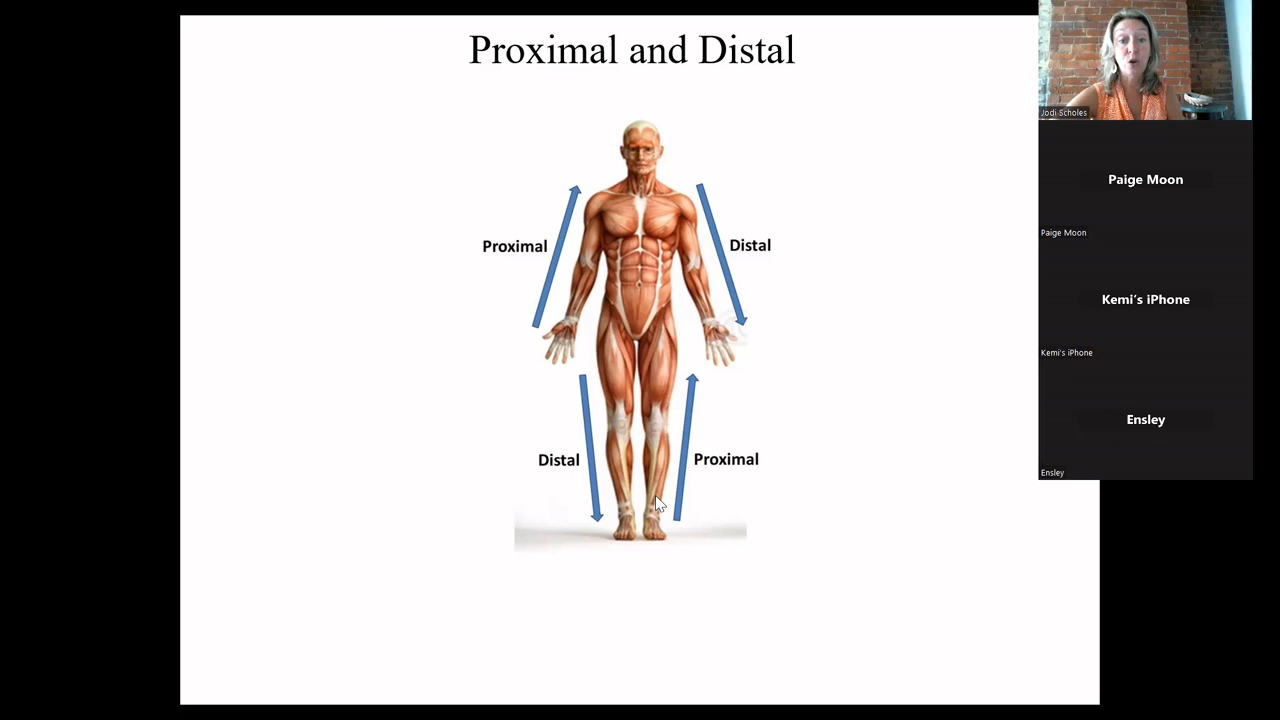 Proximal and Distal
Proximal
Distal
Distal
Proximal
Jodi Scholes
Paige Moon
Paige Moon
Kemi's iPhone
Kemi's iPhone
Ensley
Ensley